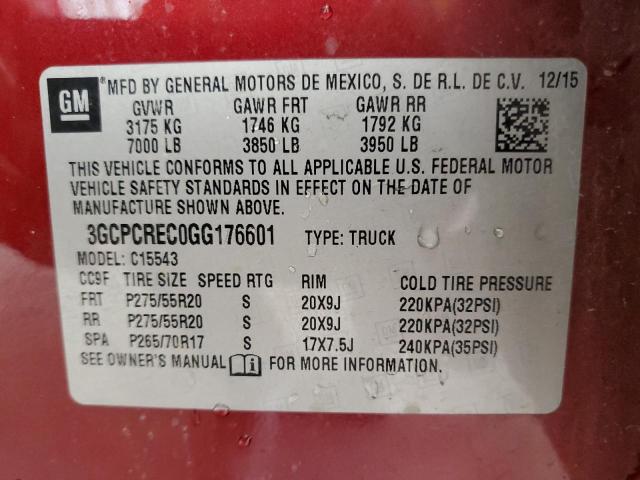 GM ® MFD BY GENERAL MOTORS DE MEXICO, S. DE R.L. DE C.V. 12/15
GVWR GAWR FRT GAWR RR
3175 KG 1746 KG 1792 KG
7000 LB 3850 LB 3950 LB
THIS VEHICLE CONFORMS TO ALL APPLICABLE U.S. FEDERAL MOTOR
VEHICLE SAFETY STANDARDS IN EFFECT ON THE DATE OF
MANUFACTURE SHOWN ABOVE.
3GCPCREC0GG176601 TYPE: TRUCK
MODEL: C15543
CC9F TIRE SIZE SPEED RTG RIM COLD TIRE PRESSURE
FRT P275/55R20 S 20X9J 220KPA(32PSI)
RR P275/55R20 S 20X9J 220KPA(32PSI)
SPA P265/70R17 S 17X7.5J 240KPA(35PSI)
SEE OWNER'S MANUAL FOR MORE INFORMATION.